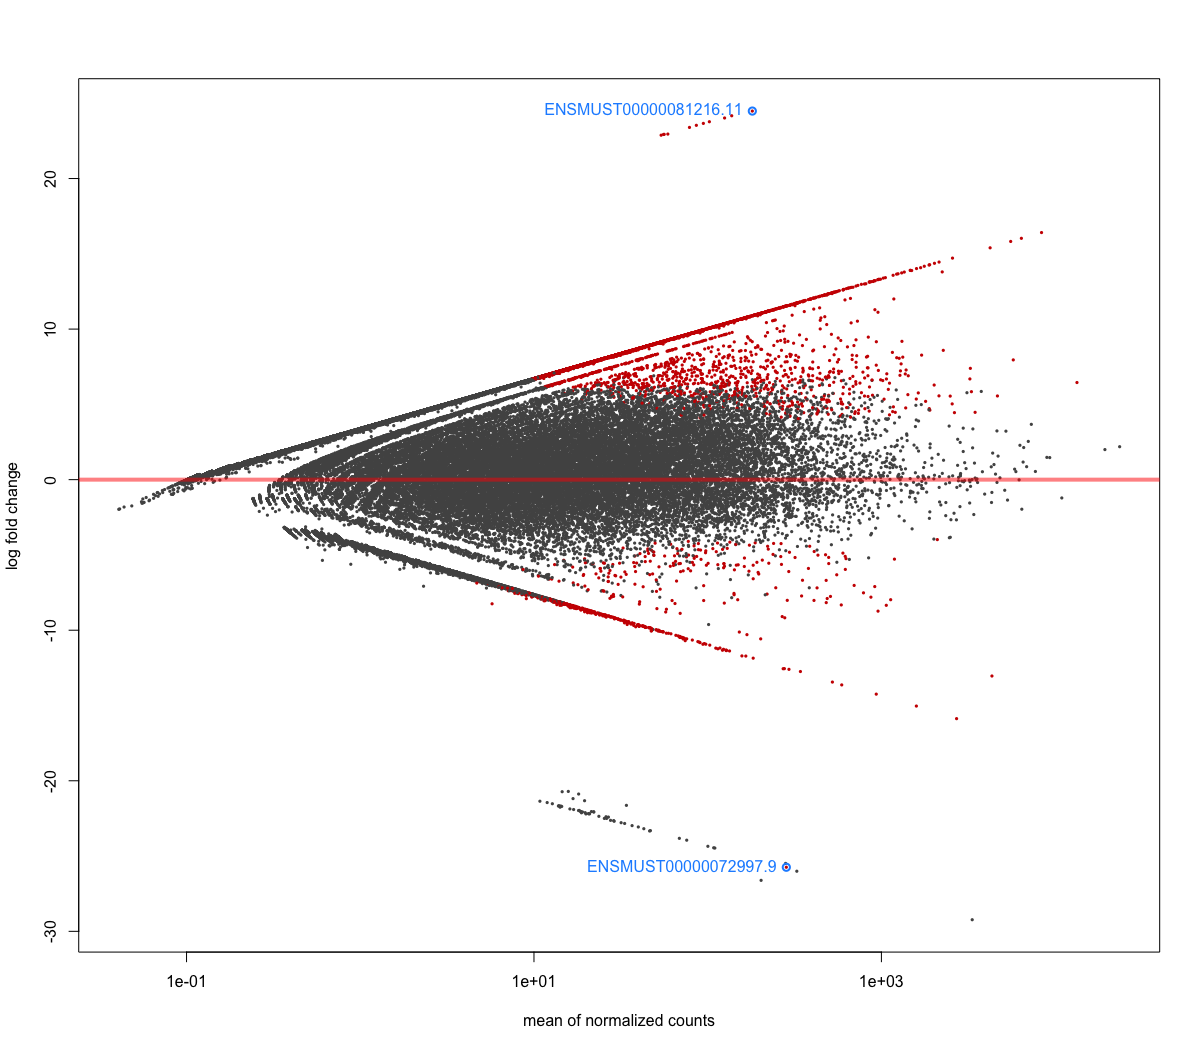 ENSMUST00000081216.11
20
10
0
-10
-20
-30
log fold change
ENSMUST00000072997.9
1e-01
1e+01
1e+03
mean of normalized counts